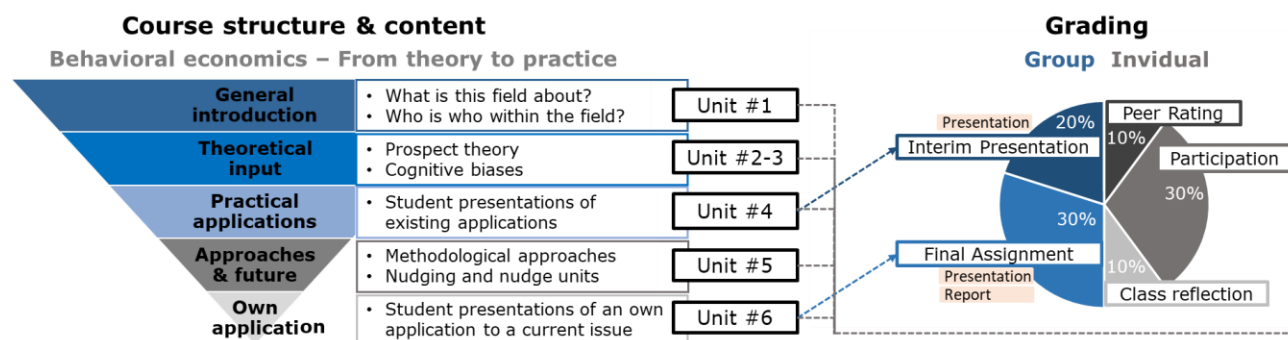 Course structure & content
Behavioral economics – From theory to practice
General
introduction
• What is this field about?
• Who is who within the field?
Unit #1
Theoretical
input
• Prospect theory
• Cognitive biases
Unit #2-3
Practical
applications
• Student presentations of
existing applications
Unit #4
Approaches
& future
• Methodological approaches
• Nudging and nudge units
Unit #5
Own
application
• Student presentations of an own
application to a current issue
Unit #6
Grading
Group Invidual
Presentation
20%
Interim Presentation
Peer Rating
10%
Participation
30%
30%
Final Assignment
Presentation
Report
10%
Class reflection